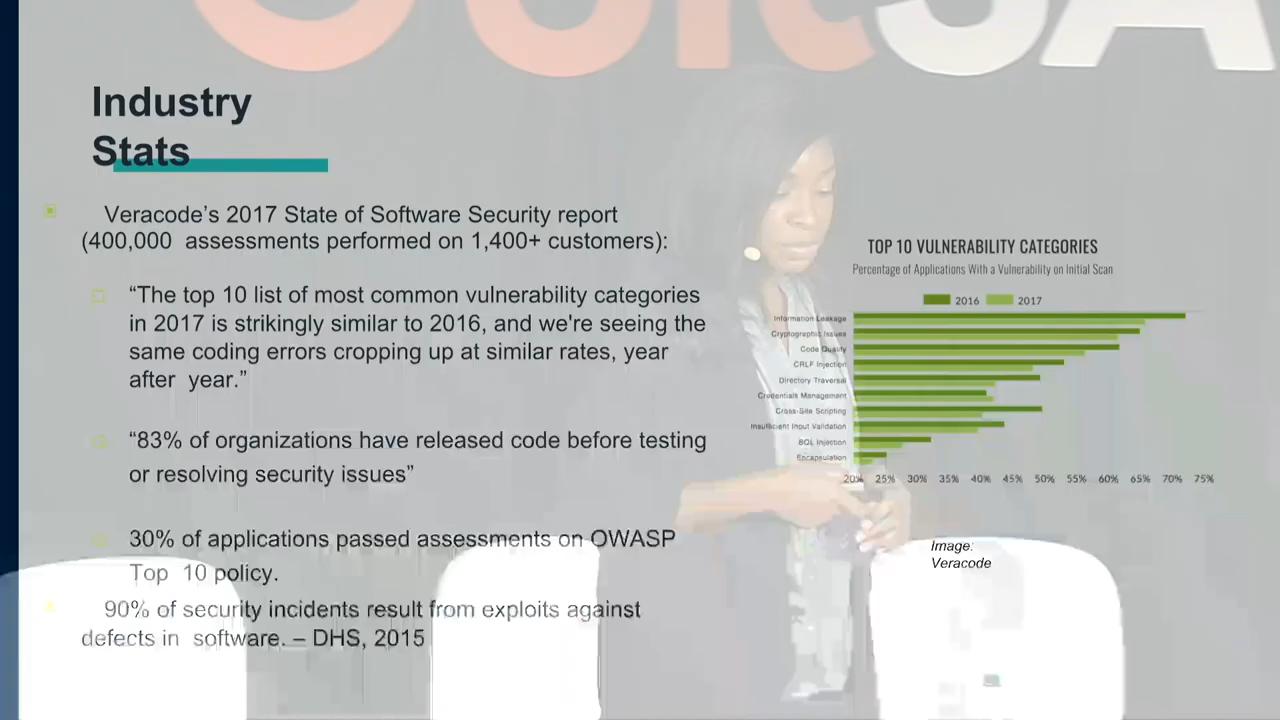 Industry
Stats
Veracode’s 2017 State of Software Security report
(400,000 assessments performed on 1,400+ customers):
“The top 10 list of most common vulnerability categories
in 2017 is strikingly similar to 2016, and we're seeing the
same coding errors cropping up at similar rates, year
after year.”
“83% of organizations have released code before testing
or resolving security issues”
30% of applications passed assessments on OWASP
Top 10 policy.
90% of security incidents result from exploits against
defects in software. – DHS, 2015
TOP 10 VULNERABILITY CATEGORIES
Percentage of Applications With a Vulnerability on Initial Scan
2016 2017
Information Leakage
Cryptographic Issues
Code Quality
CRLF Injection
Directory Traversal
Credentials Management
Cross-Site Scripting
Insufficient Input Validation
SQL Injection
Encapsulation
20% 25% 30% 35% 40% 45% 50% 55% 60% 65% 70% 75%
Image:
Veracode